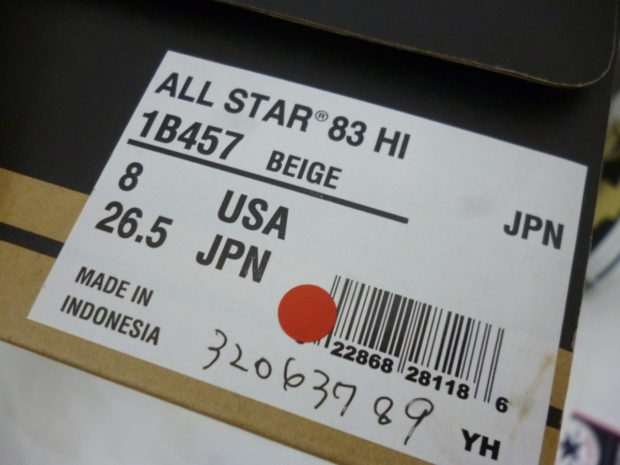 ALL STAR® 83 HI
1B457 BEIGE
JPN
8 USA
26.5 JPN
MADE IN
INDONESIA
22868 28118 6
32063789
YH